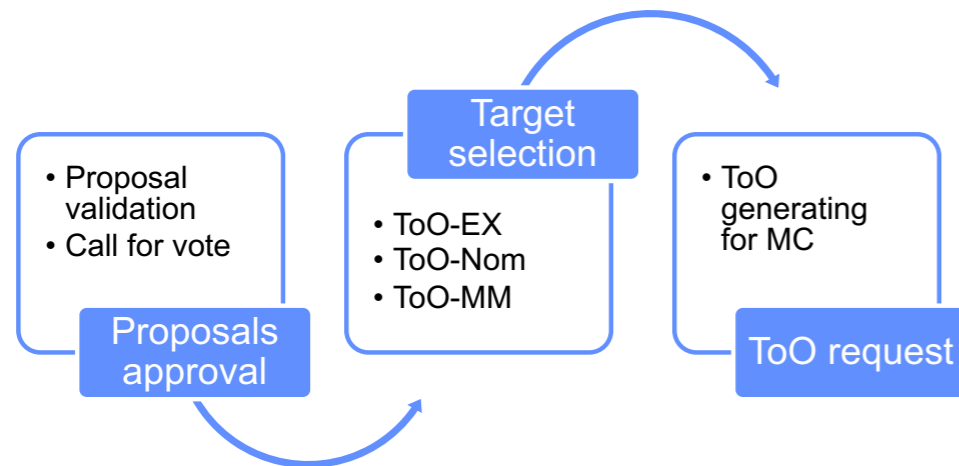 • Proposal
validation
• Call for vote
Proposals
approval
Target
selection
• ToO-EX
• ToO-Nom
• ToO-MM
• ToO
generating
for MC
ToO request